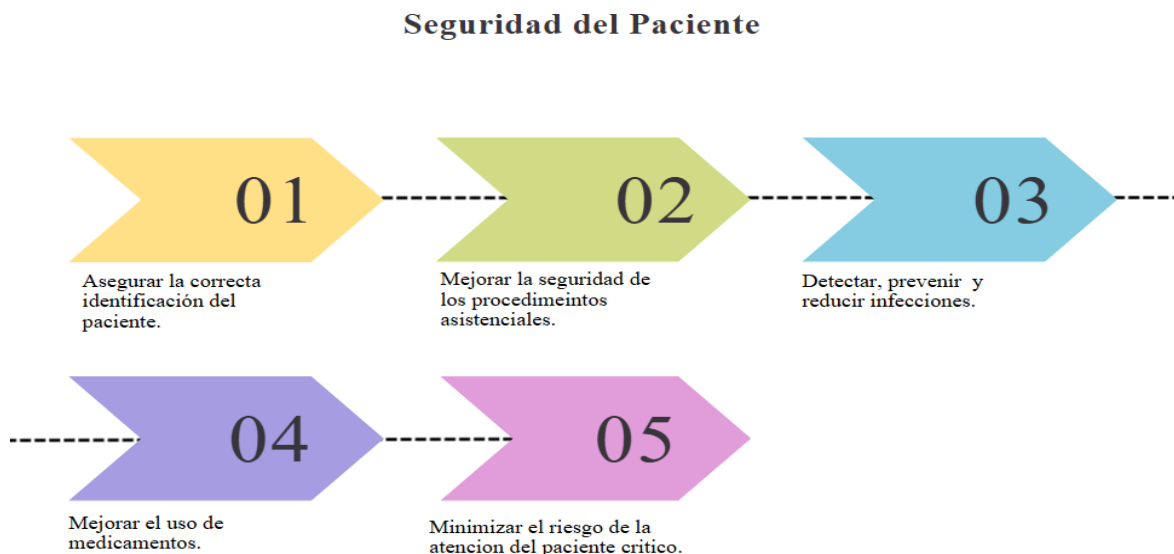 Seguridad del Paciente
01
02
03
Asegurar la correcta
identificación del
paciente.
Mejorar la seguridad de
los procedimeintos
asistenciales.
Detectar, prevenir y
reducir infecciones.
04
05
Mejorar el uso de
medicamentos.
Minimizar el riesgo de la
atencion del paciente critico.